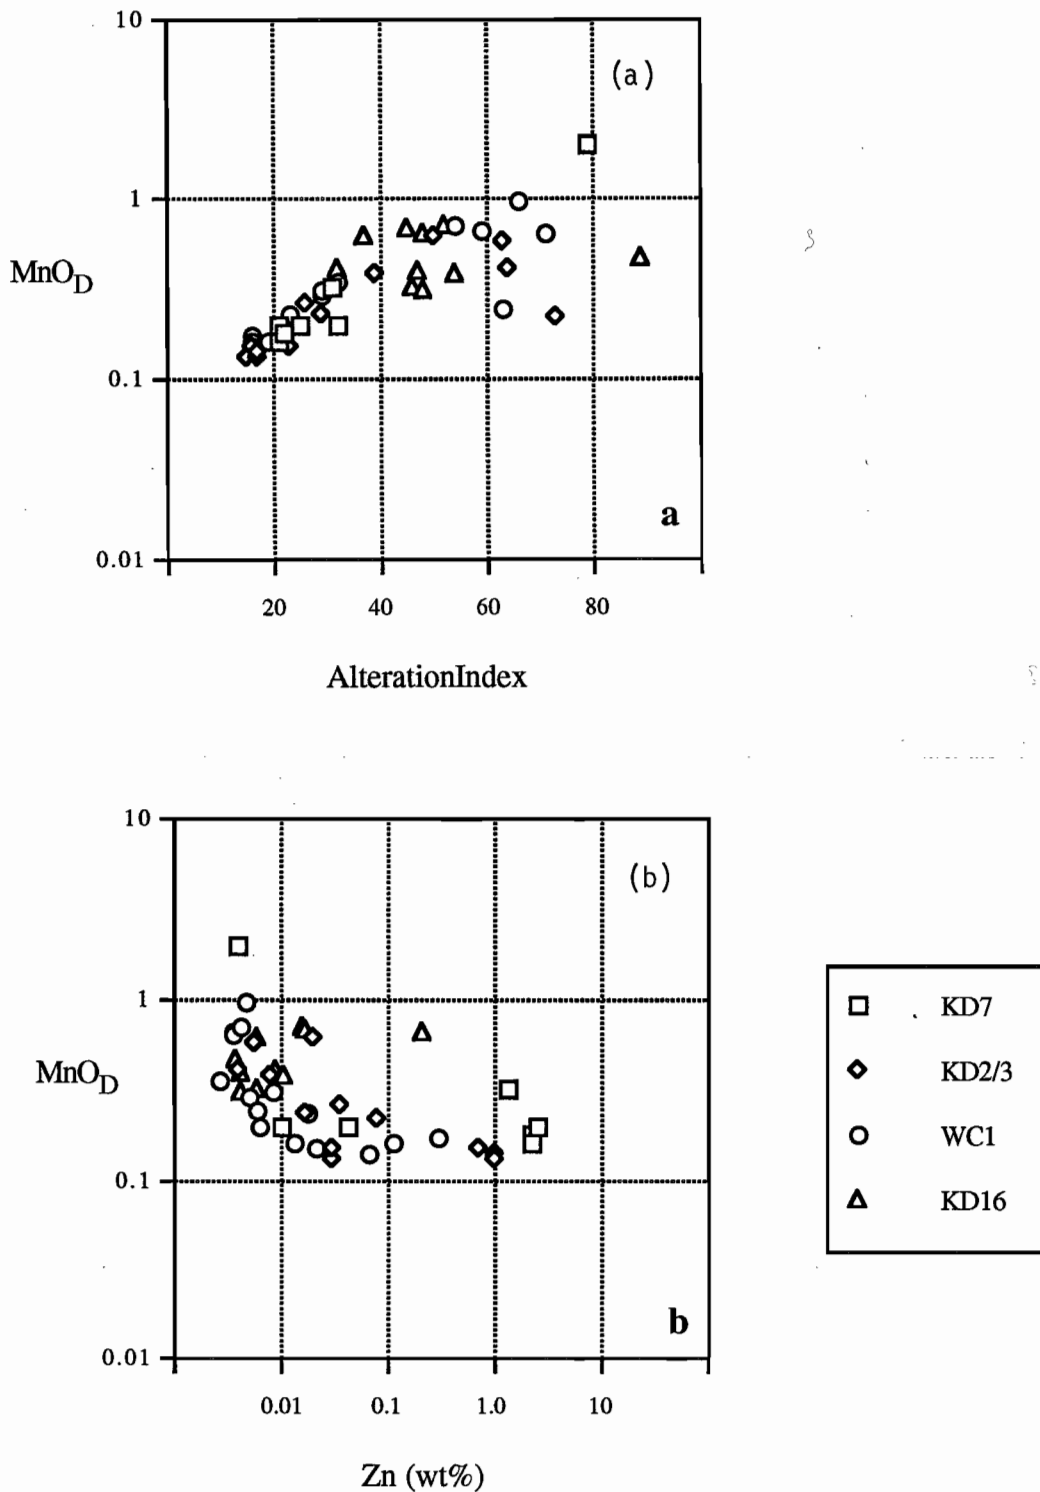 10
(a)
1
MnOD
0.1
a
0.01
20 40 60 80
AlterationIndex
10
(b)
1
MnOD
0.1
b
0.01
0.01 0.1 1.0 10
Zn (wt%)
KD7
KD2/3
WC1
KD16